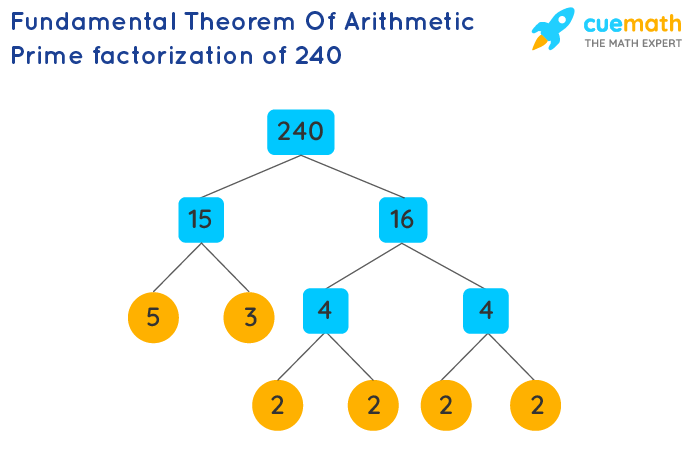 Fundamental Theorem Of Arithmetic
Prime factorization of 240
cuemath
THE MATH EXPERT
240
15 16
5 3 4 4
2 2 2 2